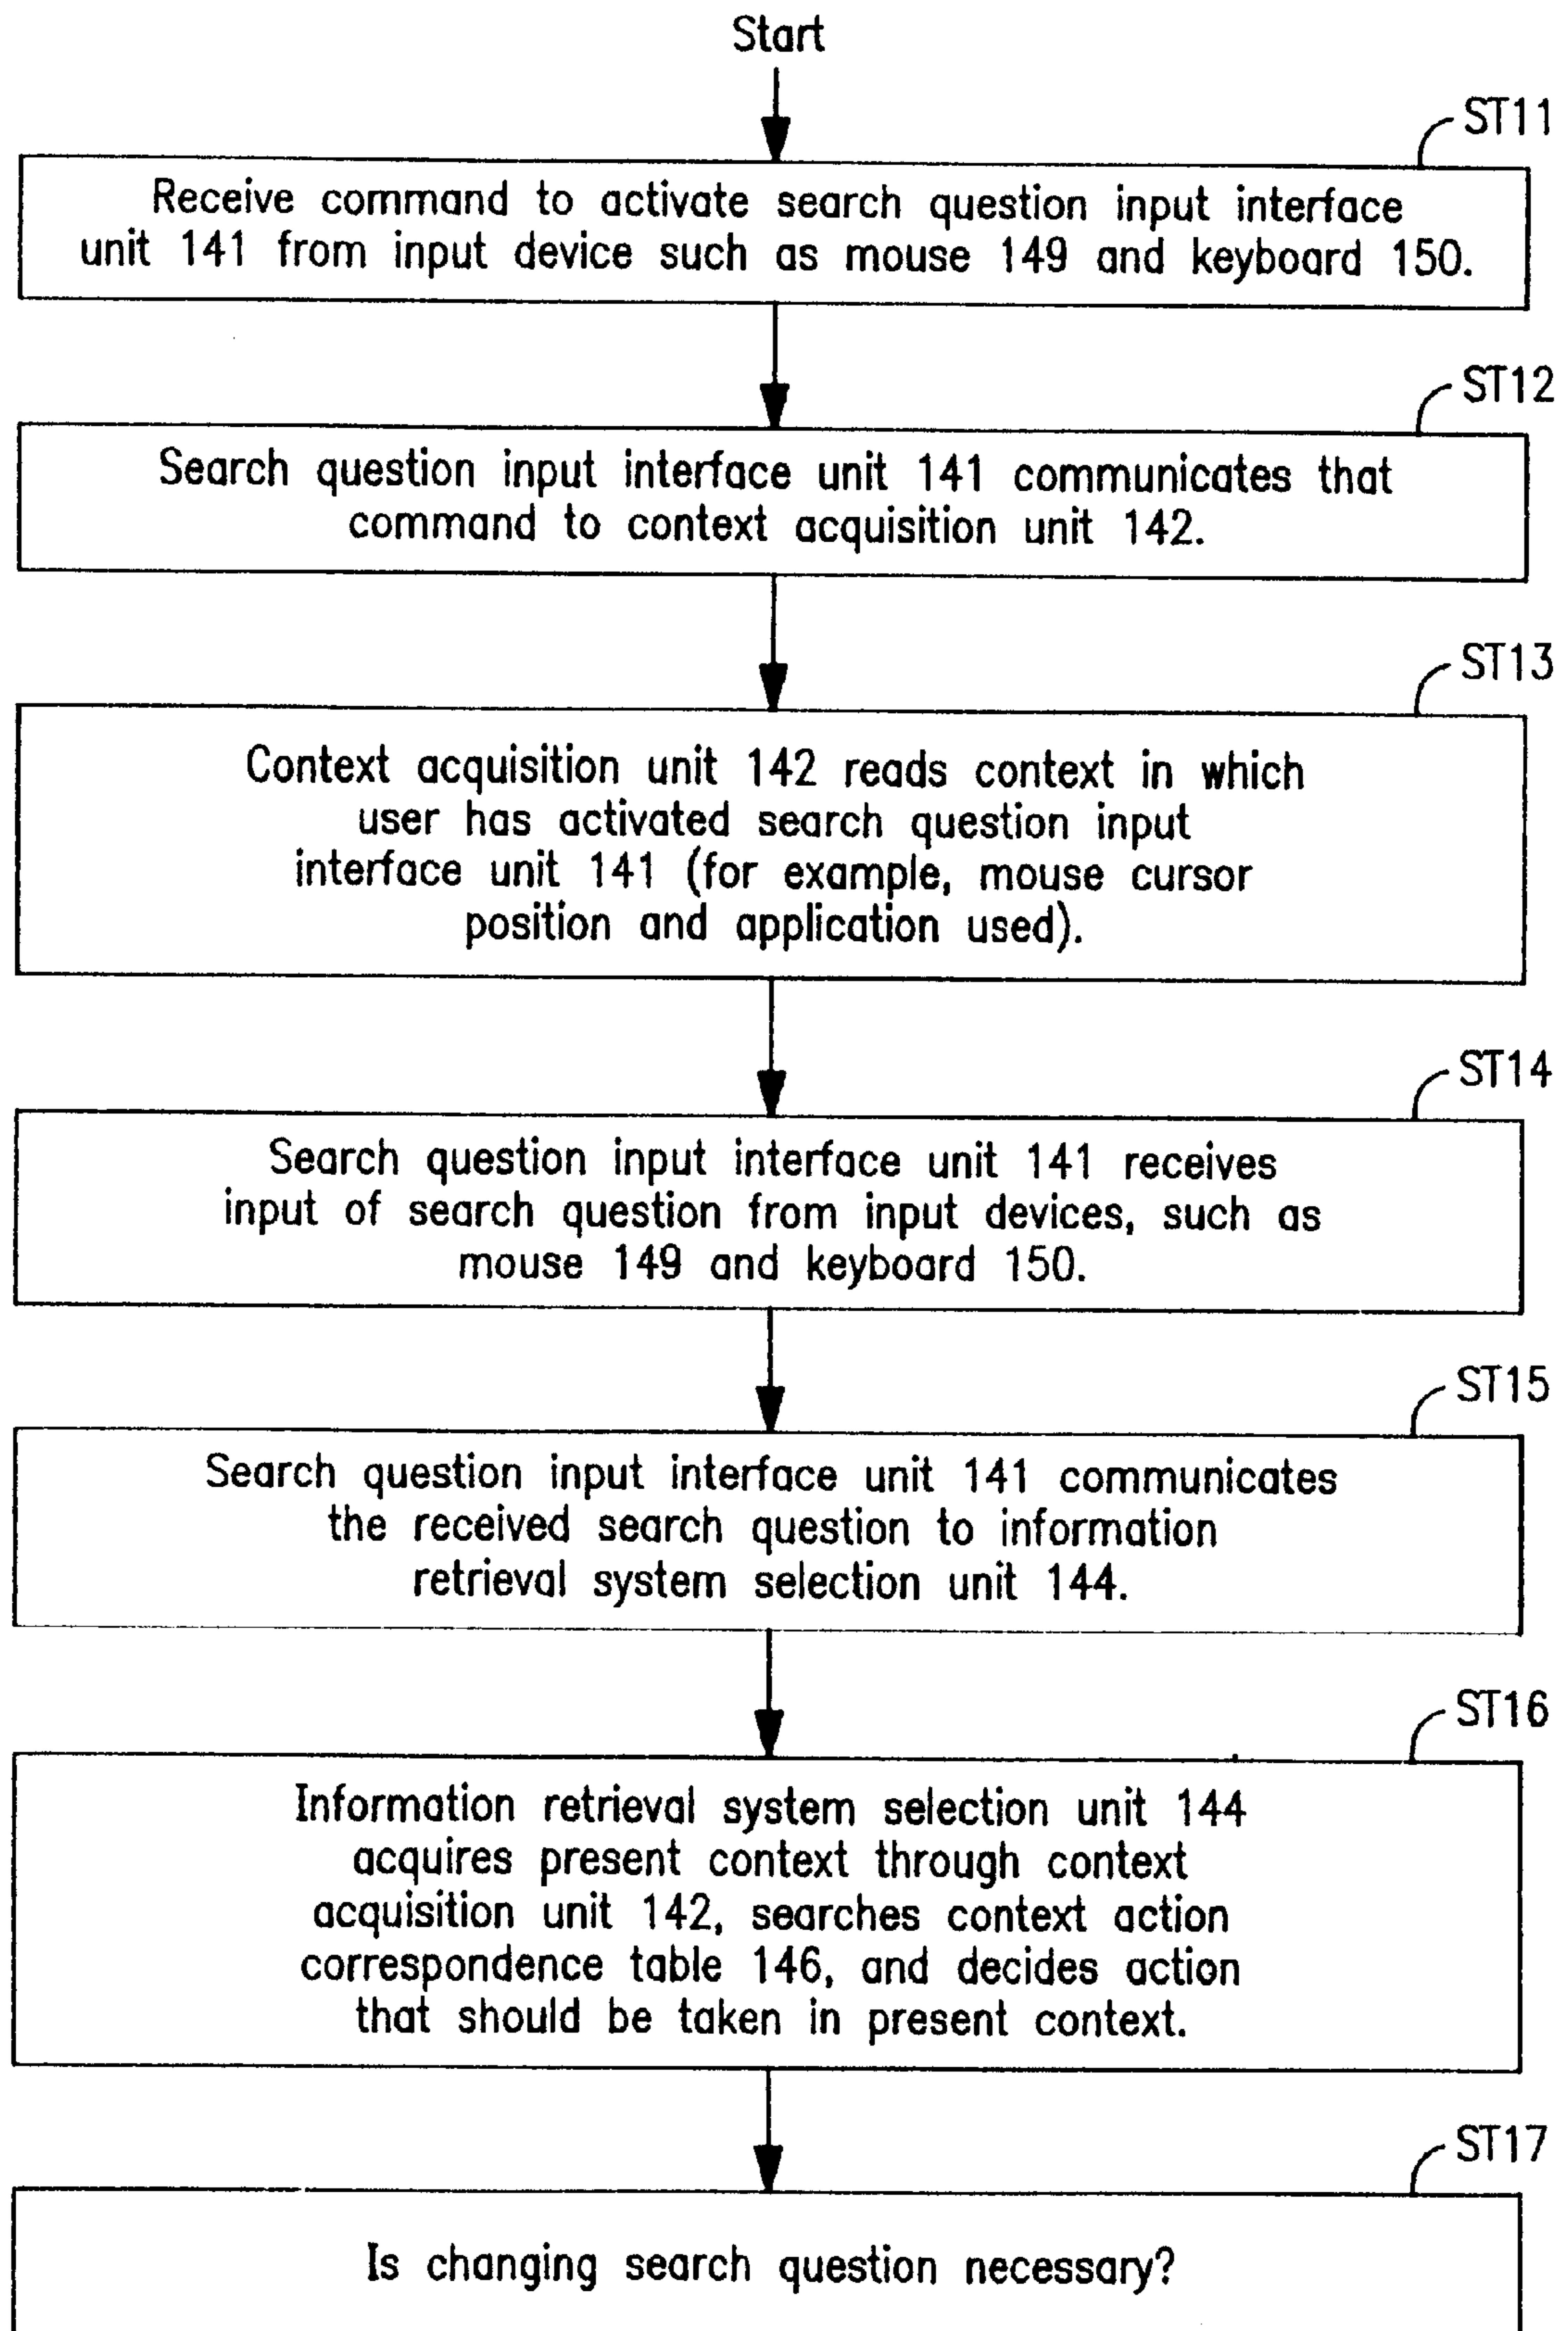 Start
ST11
Receive command to activate search question input interface
unit 141 from input device such as mouse 149 and keyboard 150.
ST12
Search question input interface unit 141 communicates that
command to context acquisition unit 142.
ST13
Context acquisition unit 142 reads context in which
user has activated search question input
interface unit 141 (for example, mouse cursor
position and application used).
ST14
Search question input interface unit 141 receives
input of search question from input devices, such as
mouse 149 and keyboard 150.
ST15
Search question input interface unit 141 communicates
the received search question to information
retrieval system selection unit 144.
ST16
Information retrieval system selection unit 144
acquires present context through context
acquisition unit 142, searches context action
correspondence table 146, and decides action
that should be taken in present context.
ST17
Is changing search question necessary?